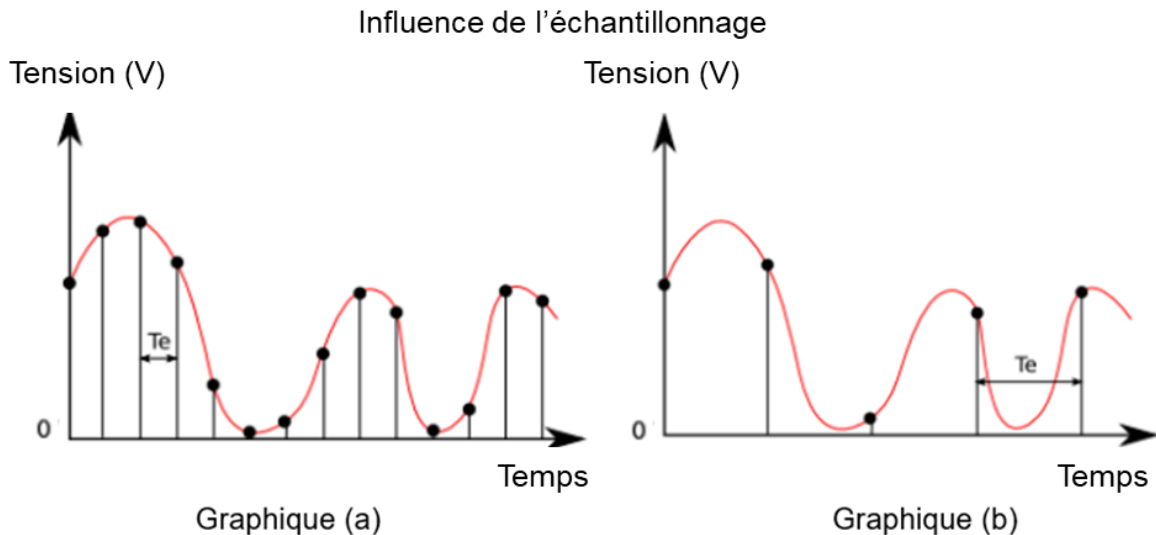 Influence de l’échantillonnage
Tension (V)
Tension (V)
Te
Te
0
0
Temps
Temps
Graphique (a)
Graphique (b)